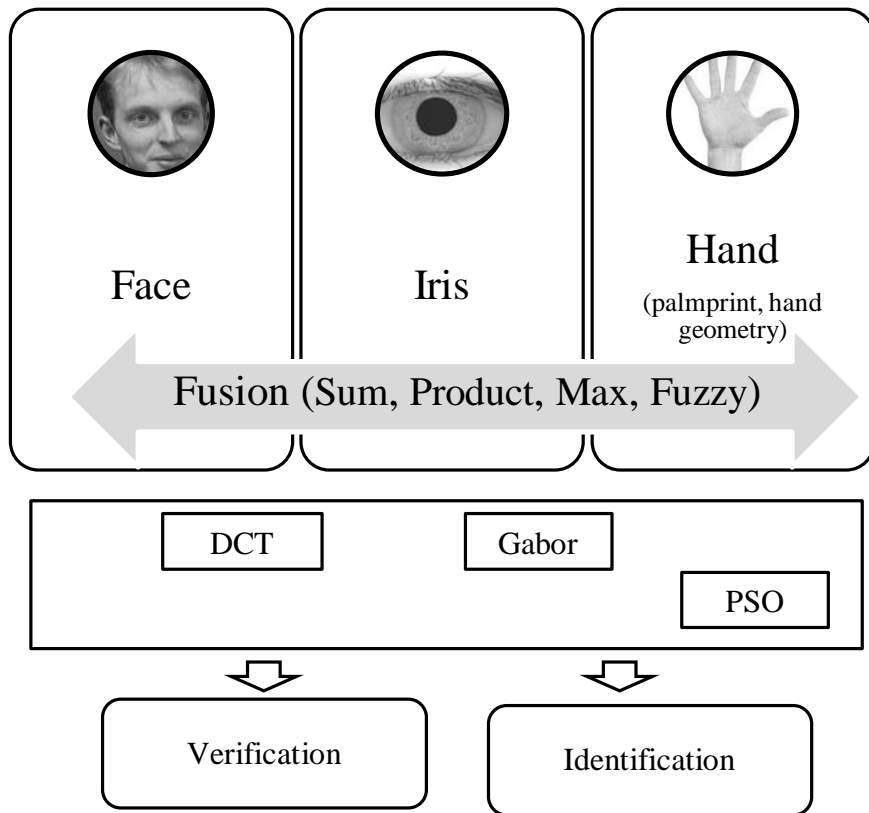 Face
Iris
Hand
(palmprint, hand
geometry)
Fusion (Sum, Product, Max, Fuzzy)
DCT
Gabor
PSO
Verification
Identification